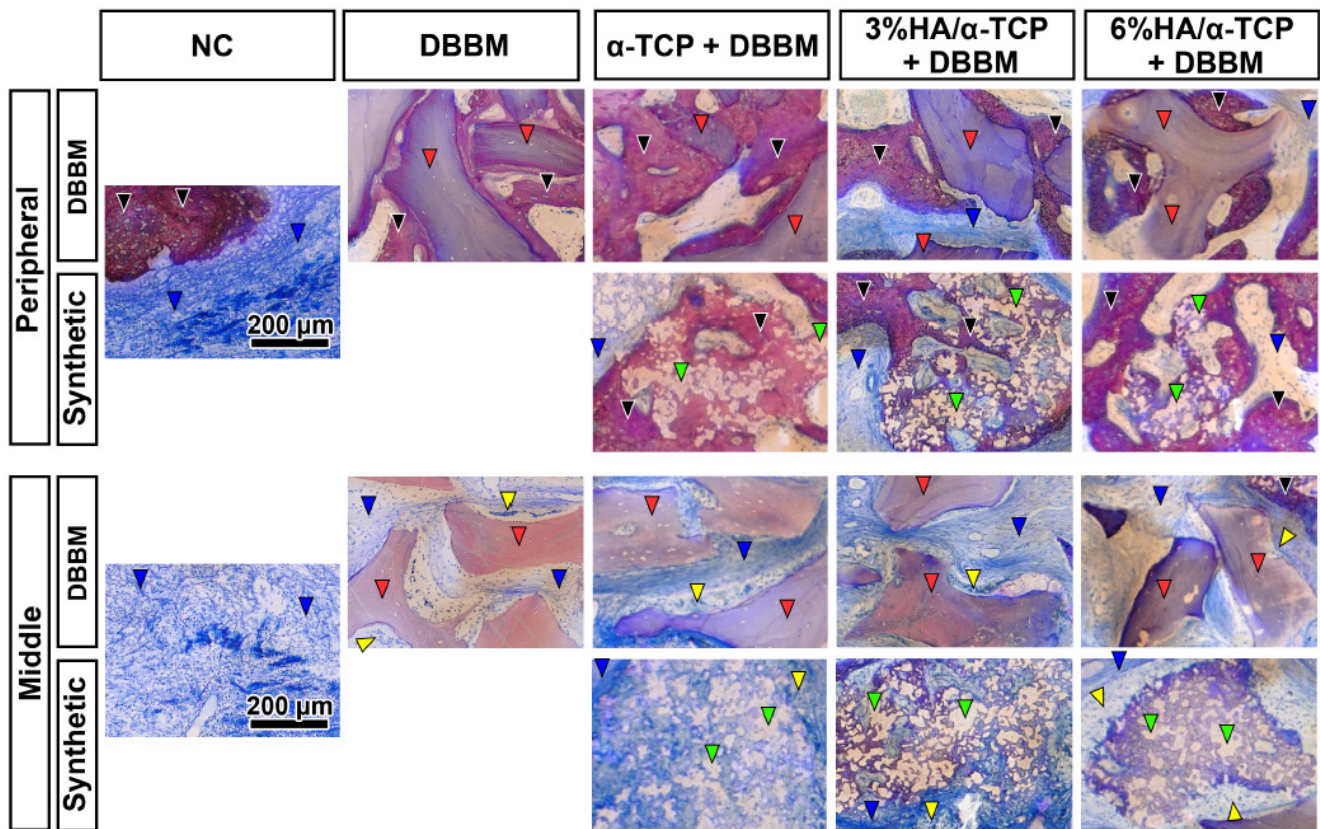 NC
DBBM
α-TCP + DBBM
3%HA/α-TCP
+ DBBM
6%HA/α-TCP
+ DBBM
Peripheral
DBBM
200 µm
Synthetic
Middle
DBBM
200 µm
Synthetic